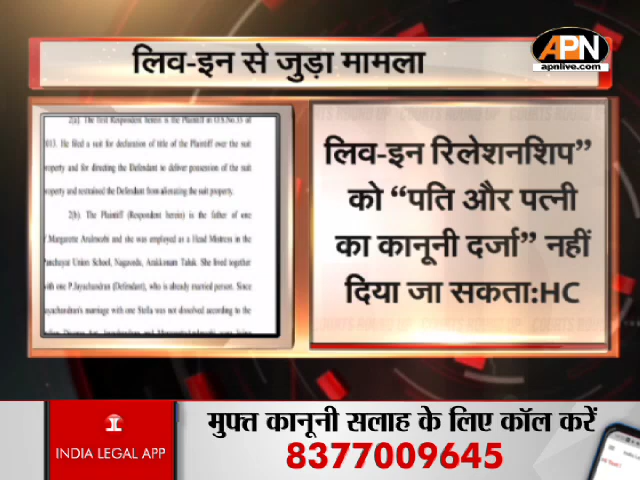 लिव-इन से जुड़ा मामला
APN
apnlive.com
2(a). The First Respondent herein is the Plaintiff in O.S.No.33 of
013. He filed a suit for declaration of title of the Plaintiff over the suit
roperty and for directing the Defendant to deliver possession of the suit
roperty and restrained the Defendant from alienating the suit property.
2(b). The Plaintiff (Respondent herein) is the father of one
.Margarette Arulmozhi and she was employed as a Head Mistress in the
anchayat Union School, Nagavedu, Arakkonam Taluk. She lived together
with one P.Jayachandran (Defendant), who is already married person. Since
ayachandran's marriage with one Stella was not dissolved according to the
लिव-इन रिलेशनशिप”
को “पति और पत्नी
का कानूनी दर्जा” नहीं
दिया जा सकता:HC
INDIA LEGAL APP
मुफ्त कानूनी सलाह के लिए कॉल करें
8377009645